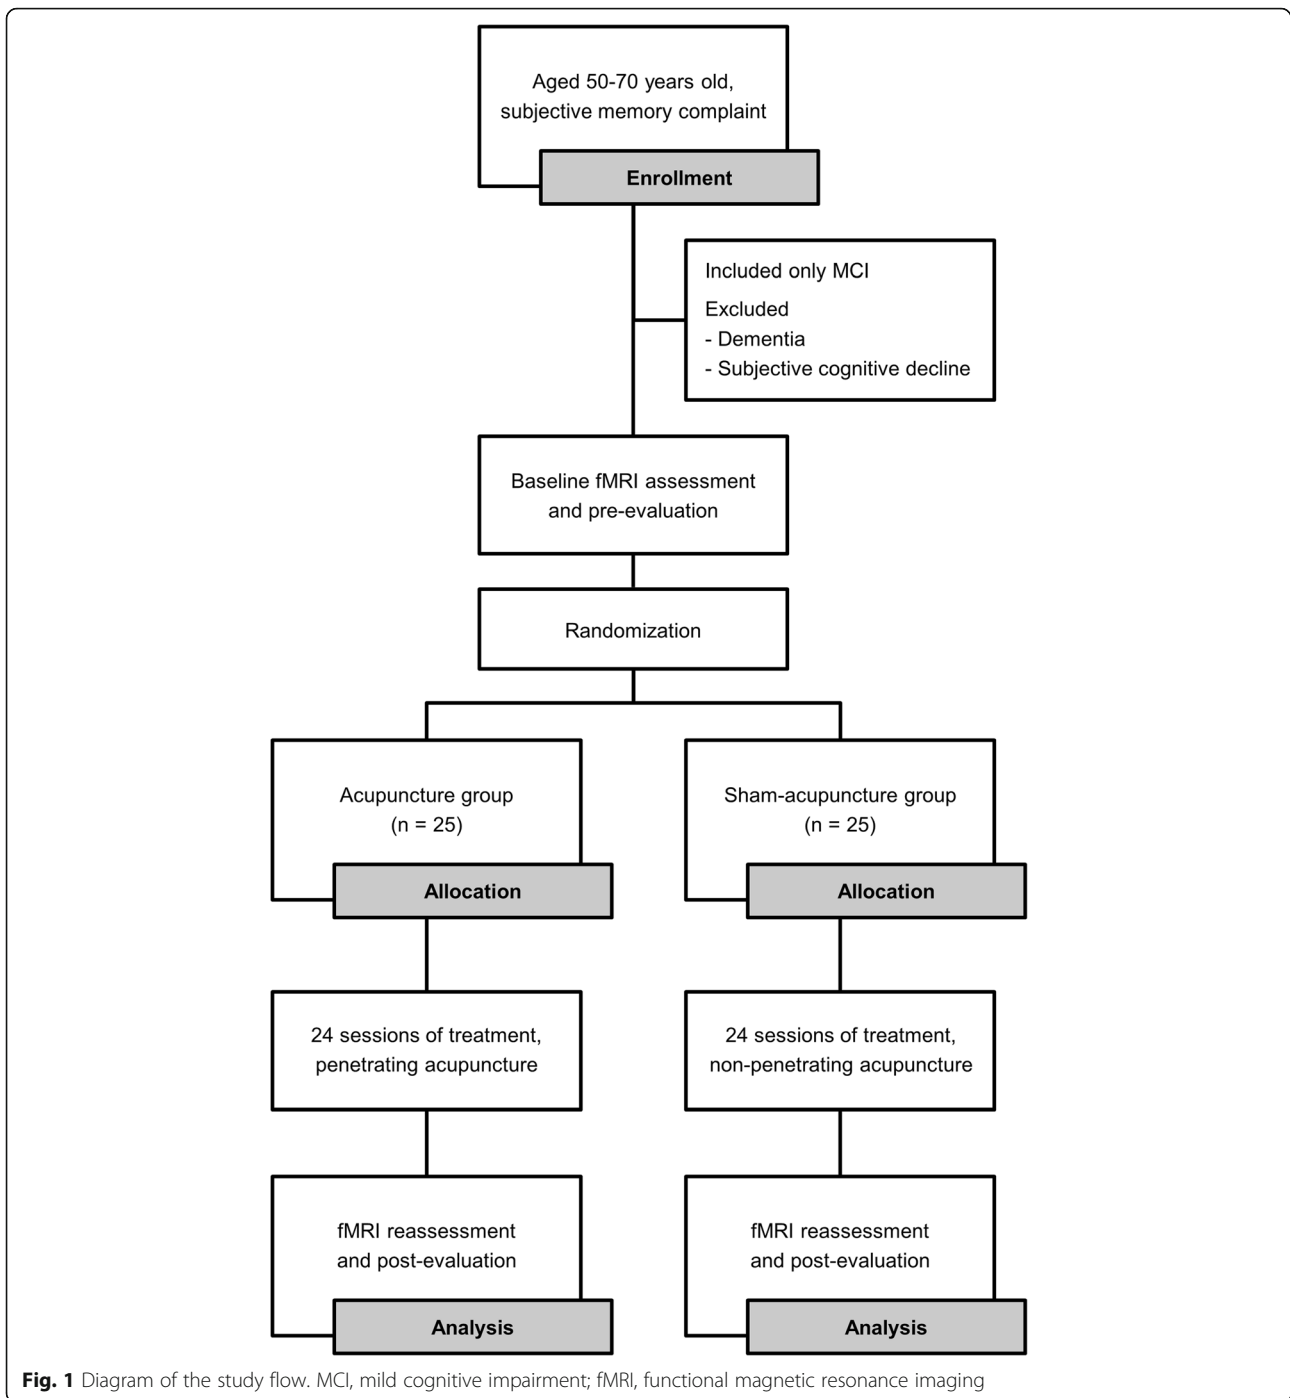 Aged 50-70 years old,
subjective memory complaint
Enrollment
Included only MCI
Excluded
- Dementia
- Subjective cognitive decline
Baseline fMRI assessment
and pre-evaluation
Randomization
Acupuncture group
(n = 25)
Allocation
Sham-acupuncture group
(n = 25)
Allocation
24 sessions of treatment,
penetrating acupuncture
24 sessions of treatment,
non-penetrating acupuncture
fMRI reassessment
and post-evaluation
Analysis
fMRI reassessment
and post-evaluation
Analysis
Fig. 1 Diagram of the study flow. MCI, mild cognitive impairment; fMRI, functional magnetic resonance imaging